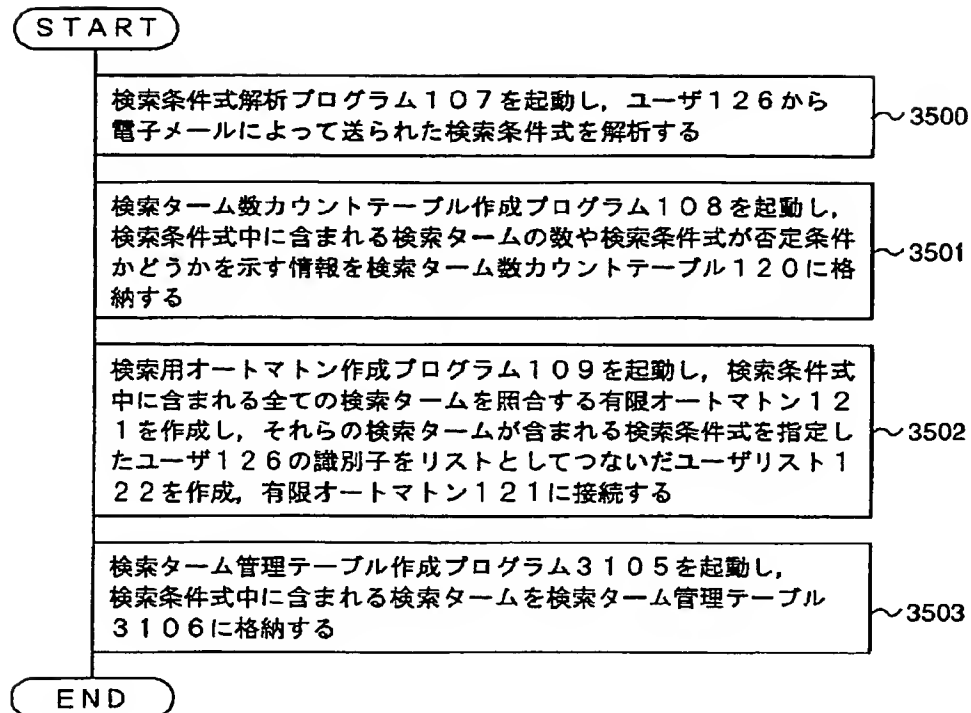 START
検索条件式解析プログラム107を起動し，ユーザ126から
電子メールによって送られた検索条件式を解析する
～3500
検索ターム数カウントテーブル作成プログラム108を起動し，
検索条件式中に含まれる検索タームの数や検索条件式が否定条件
かどうかを示す情報を検索ターム数カウントテーブル120に格
納する
～3501
検索用オートマトン作成プログラム109を起動し，検索条件式
中に含まれる全ての検索タームを照合する有限オートマトン12
1を作成し，それらの検索タームが含まれる検索条件式を指定し
たユーザ126の識別子をリストとしてつないだユーザリスト1
22を作成，有限オートマトン121に接続する
～3502
検索ターム管理テーブル作成プログラム3105を起動し，
検索条件式中に含まれる検索タームを検索ターム管理テーブル
3106に格納する
～3503
END